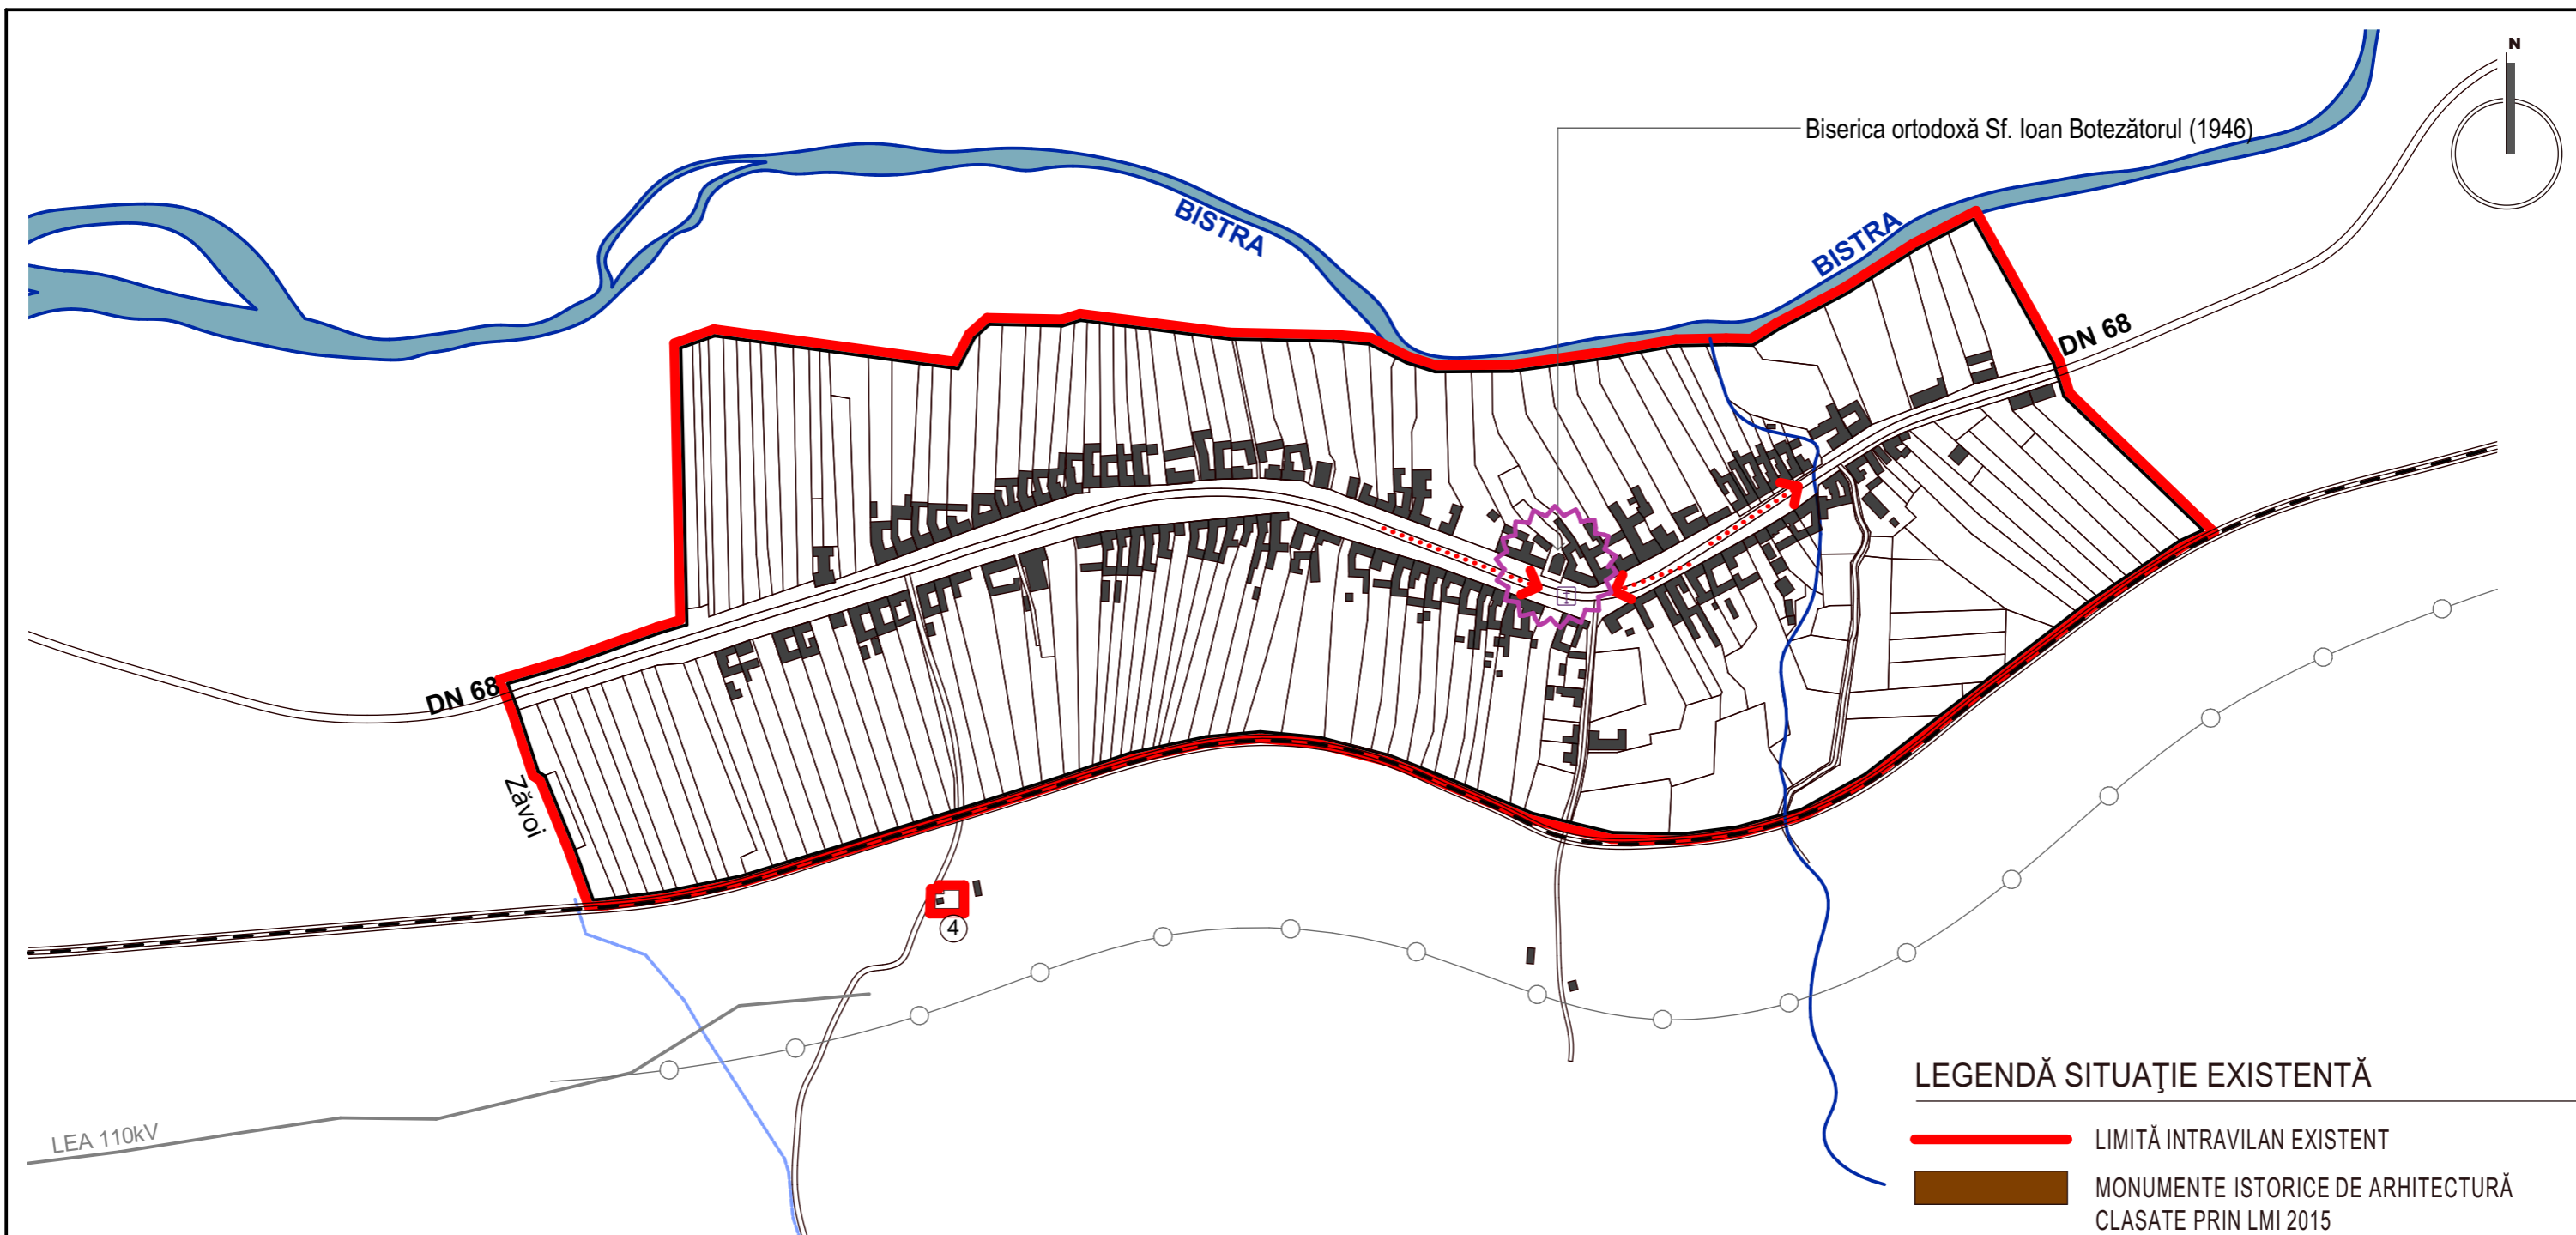 N
Biserica ortodoxă Sf. Ioan Botezătorul (1946)
BISTRA
BISTRA
DN 68
DN 68
Zăvoi
4
LEA 110kV
LEGENDĂ SITUAŢIE EXISTENTĂ
LIMITĂ INTRAVILAN EXISTENT
MONUMENTE ISTORICE DE ARHITECTURĂ
CLASATE PRIN LMI 2015